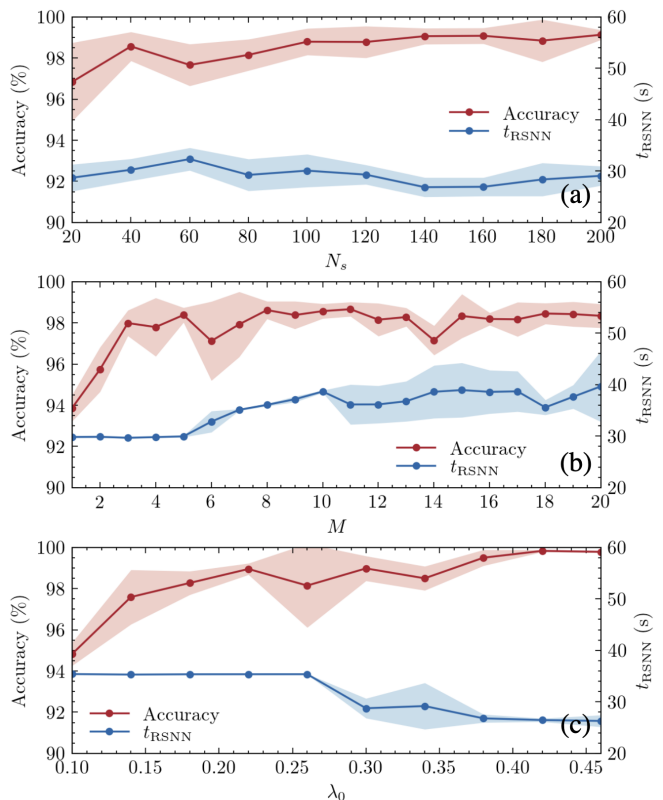 100 98 96 94 92 90
Accuracy (%)
60 50 40 30 20
t_RSNN (s)
Accuracy
t_RSNN
(a)
20 40 60 80 100 120 140 160 180 200
N_s
100 98 96 94 92 90
Accuracy (%)
60 50 40 30 20
t_RSNN (s)
Accuracy
t_RSNN
(b)
2 4 6 8 10 12 14 16 18 20
M
100 98 96 94 92 90
Accuracy (%)
60 50 40 30 20
t_RSNN (s)
Accuracy
t_RSNN
(c)
0.10 0.15 0.20 0.25 0.30 0.35 0.40 0.45
λ_0